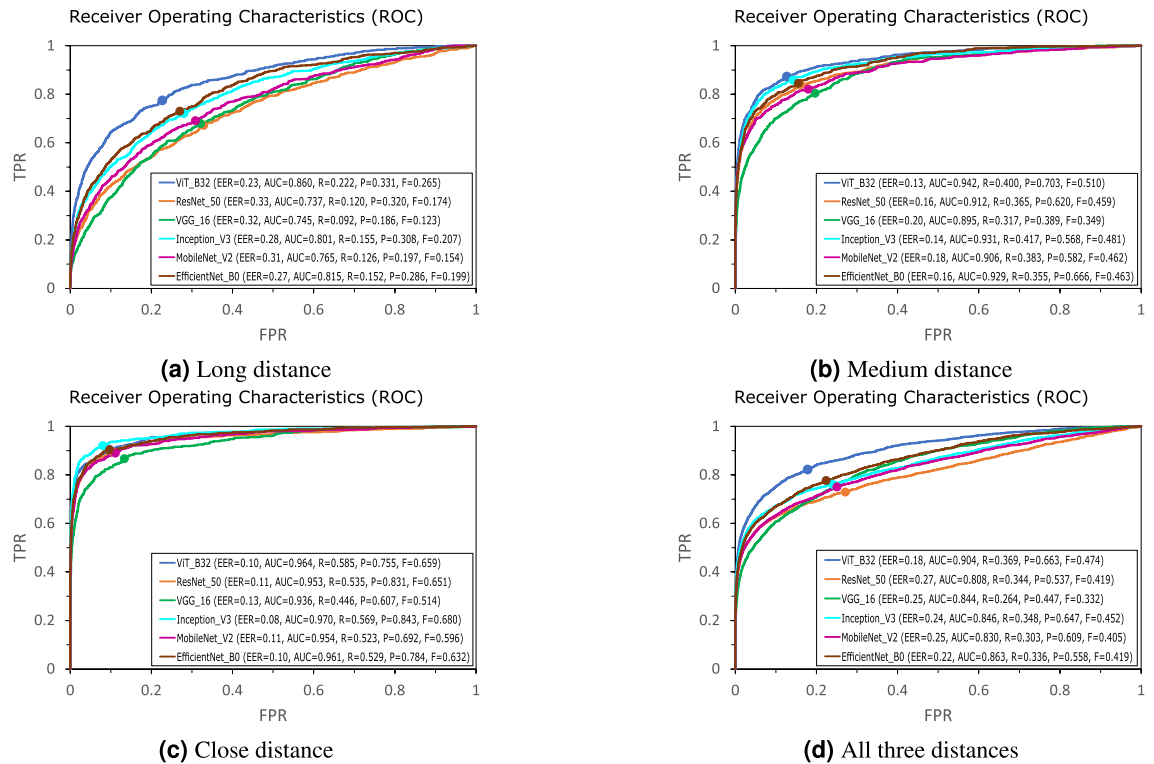 Receiver Operating Characteristics (ROC)
1
0.8
0.6
0.4
0.2
0
TPR
ViT_B32 (EER=0.23, AUC=0.860, R=0.222, P=0.331, F=0.265)
ResNet_50 (EER=0.33, AUC=0.737, R=0.120, P=0.320, F=0.174)
VGG_16 (EER=0.32, AUC=0.745, R=0.092, P=0.186, F=0.123)
Inception_V3 (EER=0.28, AUC=0.801, R=0.155, P=0.308, F=0.207)
MobileNet_V2 (EER=0.31, AUC=0.765, R=0.126, P=0.197, F=0.154)
EfficientNet_B0 (EER=0.27, AUC=0.815, R=0.152, P=0.286, F=0.199)
0 0.2 0.4 0.6 0.8 1
FPR
(a) Long distance
Receiver Operating Characteristics (ROC)
1
0.8
0.6
0.4
0.2
0
TPR
ViT_B32 (EER=0.13, AUC=0.942, R=0.400, P=0.703, F=0.510)
ResNet_50 (EER=0.16, AUC=0.912, R=0.365, P=0.620, F=0.459)
VGG_16 (EER=0.20, AUC=0.895, R=0.317, P=0.389, F=0.349)
Inception_V3 (EER=0.14, AUC=0.931, R=0.417, P=0.568, F=0.481)
MobileNet_V2 (EER=0.18, AUC=0.906, R=0.383, P=0.582, F=0.462)
EfficientNet_B0 (EER=0.16, AUC=0.929, R=0.355, P=0.666, F=0.463)
0 0.2 0.4 0.6 0.8 1
FPR
(b) Medium distance
Receiver Operating Characteristics (ROC)
1
0.8
0.6
0.4
0.2
0
TPR
ViT_B32 (EER=0.10, AUC=0.964, R=0.585, P=0.755, F=0.659)
ResNet_50 (EER=0.11, AUC=0.953, R=0.535, P=0.831, F=0.651)
VGG_16 (EER=0.13, AUC=0.936, R=0.446, P=0.607, F=0.514)
Inception_V3 (EER=0.08, AUC=0.970, R=0.569, P=0.843, F=0.680)
MobileNet_V2 (EER=0.11, AUC=0.954, R=0.523, P=0.692, F=0.596)
EfficientNet_B0 (EER=0.10, AUC=0.961, R=0.529, P=0.784, F=0.632)
0 0.2 0.4 0.6 0.8 1
FPR
(c) Close distance
Receiver Operating Characteristics (ROC)
1
0.8
0.6
0.4
0.2
0
TPR
ViT_B32 (EER=0.18, AUC=0.904, R=0.369, P=0.663, F=0.474)
ResNet_50 (EER=0.27, AUC=0.808, R=0.344, P=0.537, F=0.419)
VGG_16 (EER=0.25, AUC=0.844, R=0.264, P=0.447, F=0.332)
Inception_V3 (EER=0.24, AUC=0.846, R=0.348, P=0.647, F=0.452)
MobileNet_V2 (EER=0.25, AUC=0.830, R=0.303, P=0.609, F=0.405)
EfficientNet_B0 (EER=0.22, AUC=0.863, R=0.336, P=0.558, F=0.419)
0 0.2 0.4 0.6 0.8 1
FPR
(d) All three distances